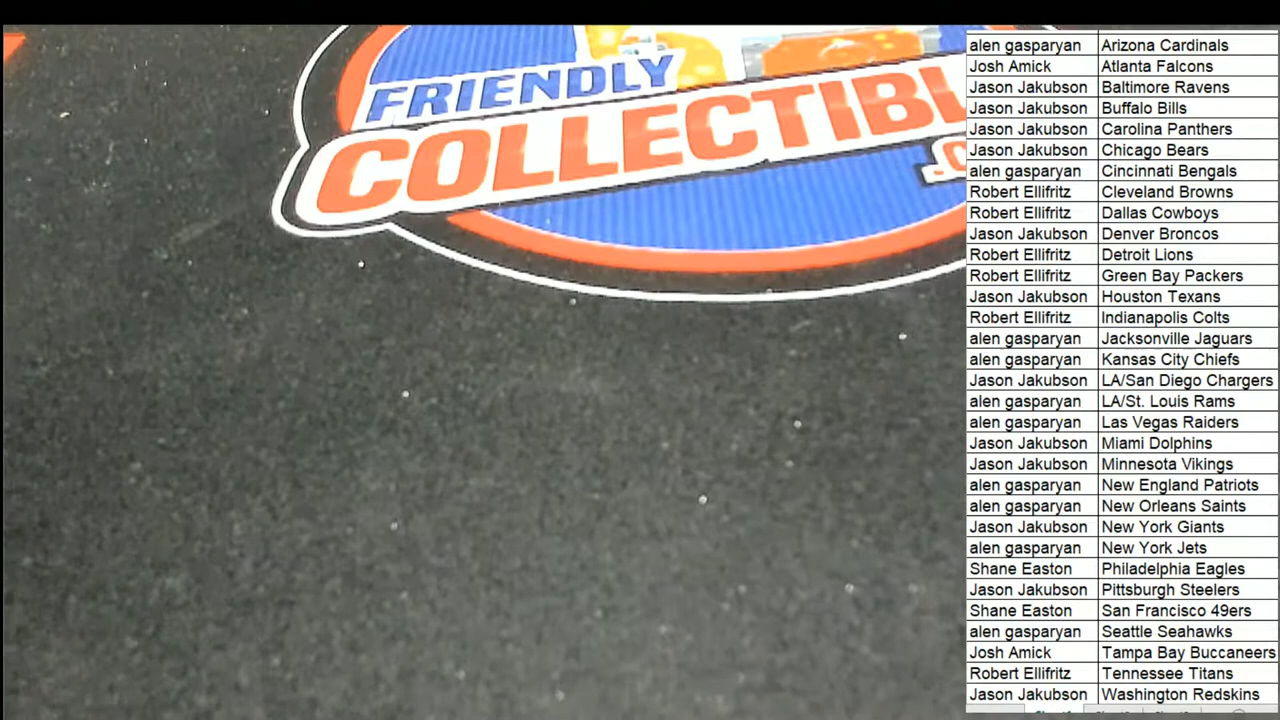 FRIENDLY
COLLECTIBL
.C
alen gasparyan Arizona Cardinals
Josh Amick Atlanta Falcons
Jason Jakubson Baltimore Ravens
Jason Jakubson Buffalo Bills
Jason Jakubson Carolina Panthers
Jason Jakubson Chicago Bears
alen gasparyan Cincinnati Bengals
Robert Ellifritz Cleveland Browns
Robert Ellifritz Dallas Cowboys
Jason Jakubson Denver Broncos
Robert Ellifritz Detroit Lions
Robert Ellifritz Green Bay Packers
Jason Jakubson Houston Texans
Robert Ellifritz Indianapolis Colts
alen gasparyan Jacksonville Jaguars
alen gasparyan Kansas City Chiefs
Jason Jakubson LA/San Diego Chargers
alen gasparyan LA/St. Louis Rams
alen gasparyan Las Vegas Raiders
Jason Jakubson Miami Dolphins
Jason Jakubson Minnesota Vikings
alen gasparyan New England Patriots
alen gasparyan New Orleans Saints
Jason Jakubson New York Giants
alen gasparyan New York Jets
Shane Easton Philadelphia Eagles
Jason Jakubson Pittsburgh Steelers
Shane Easton San Francisco 49ers
alen gasparyan Seattle Seahawks
Josh Amick Tampa Bay Buccaneers
Robert Ellifritz Tennessee Titans
Jason Jakubson Washington Redskins